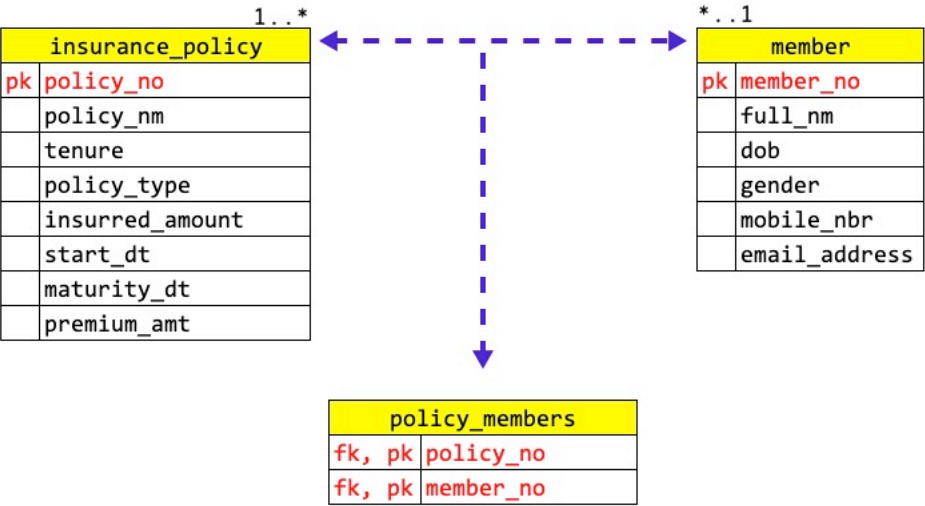 1..*
*..1
insurance_policy
pk policy_no
policy_nm
tenure
policy_type
insurred_amount
start_dt
maturity_dt
premium_amt
member
pk member_no
full_nm
dob
gender
mobile_nbr
email_address
policy_members
fk, pk policy_no
fk, pk member_no